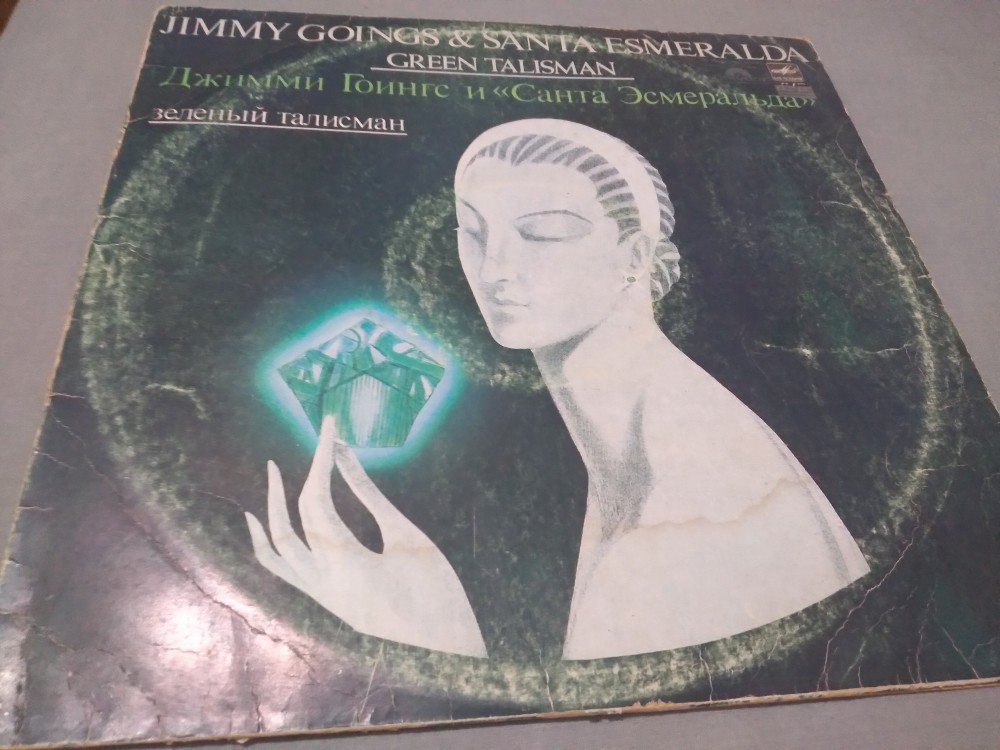 JIMMY GOINGS & SANTA ESMERALDA
GREEN TALISMAN
Джимми Гоингс и «Санта Эсмеральда»
зеленый талисман